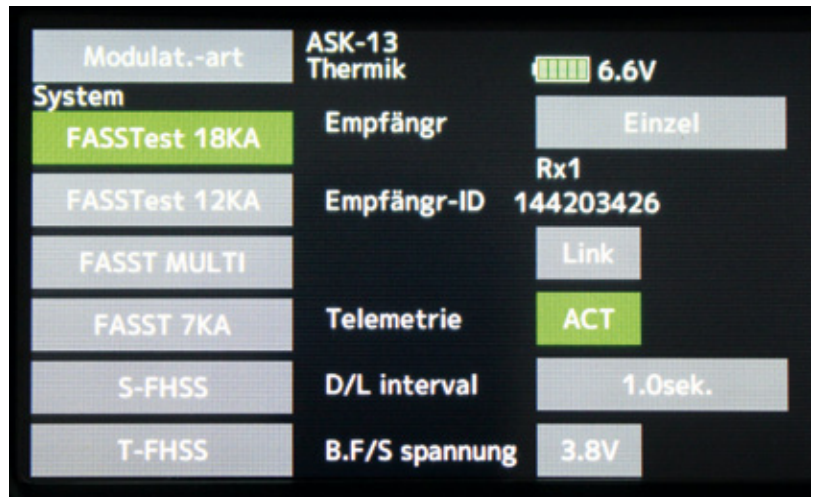 Modulat.-art
ASK-13
Thermik
6.6V
System
FASSTest 18KA
Empfängr
Einzel
Rx1
FASSTest 12KA
Empfängr-ID 144203426
FASST MULTI
Link
FASST 7KA
Telemetrie
ACT
S-FHSS
D/L interval
1.0sek.
T-FHSS
B.F/S spannung
3.8V